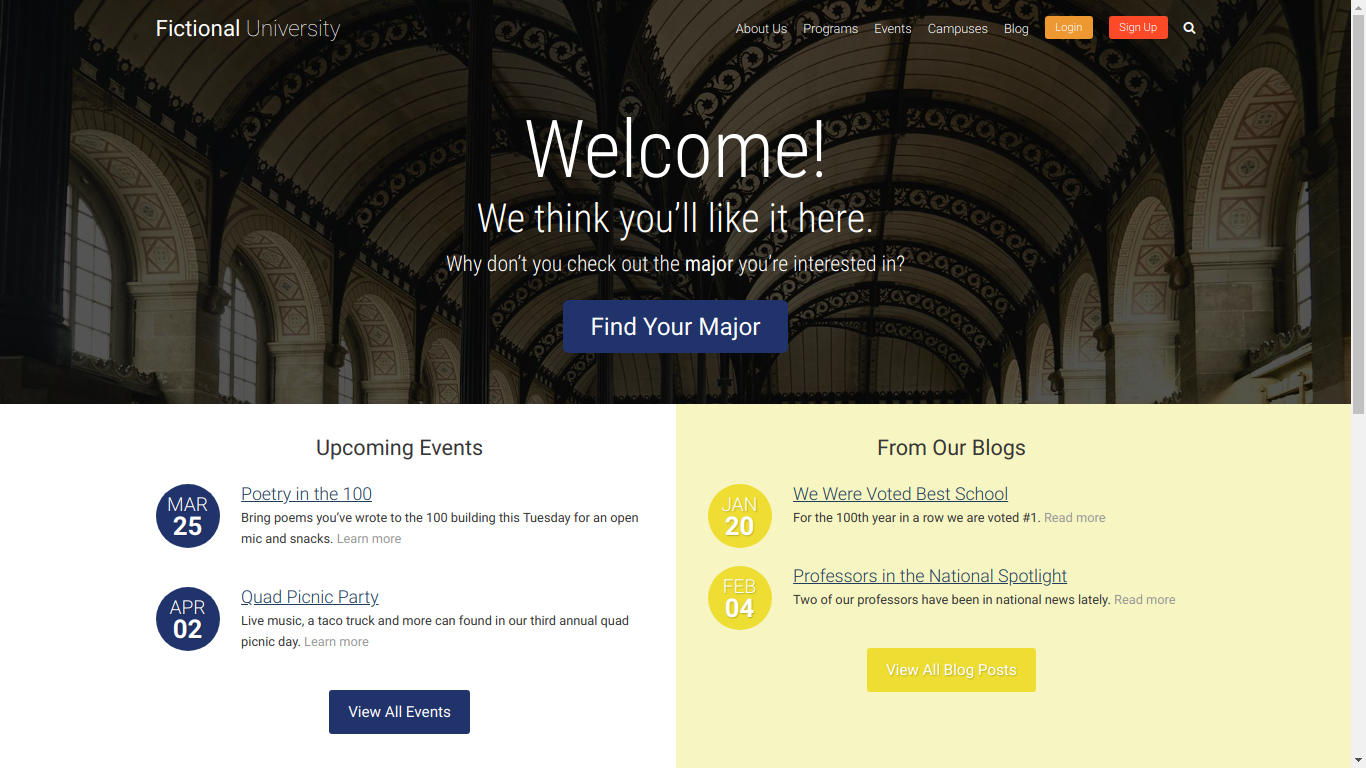 Fictional University
About Us Programs Events Campuses Blog Login Sign Up
Welcome!
We think you’ll like it here.
Why don’t you check out the major you’re interested in?
Find Your Major
Upcoming Events
MAR
25
Poetry in the 100
Bring poems you’ve wrote to the 100 building this Tuesday for an open
mic and snacks. Learn more
APR
02
Quad Picnic Party
Live music, a taco truck and more can found in our third annual quad
picnic day. Learn more
View All Events
From Our Blogs
JAN
20
We Were Voted Best School
For the 100th year in a row we are voted #1. Read more
FEB
04
Professors in the National Spotlight
Two of our professors have been in national news lately. Read more
View All Blog Posts